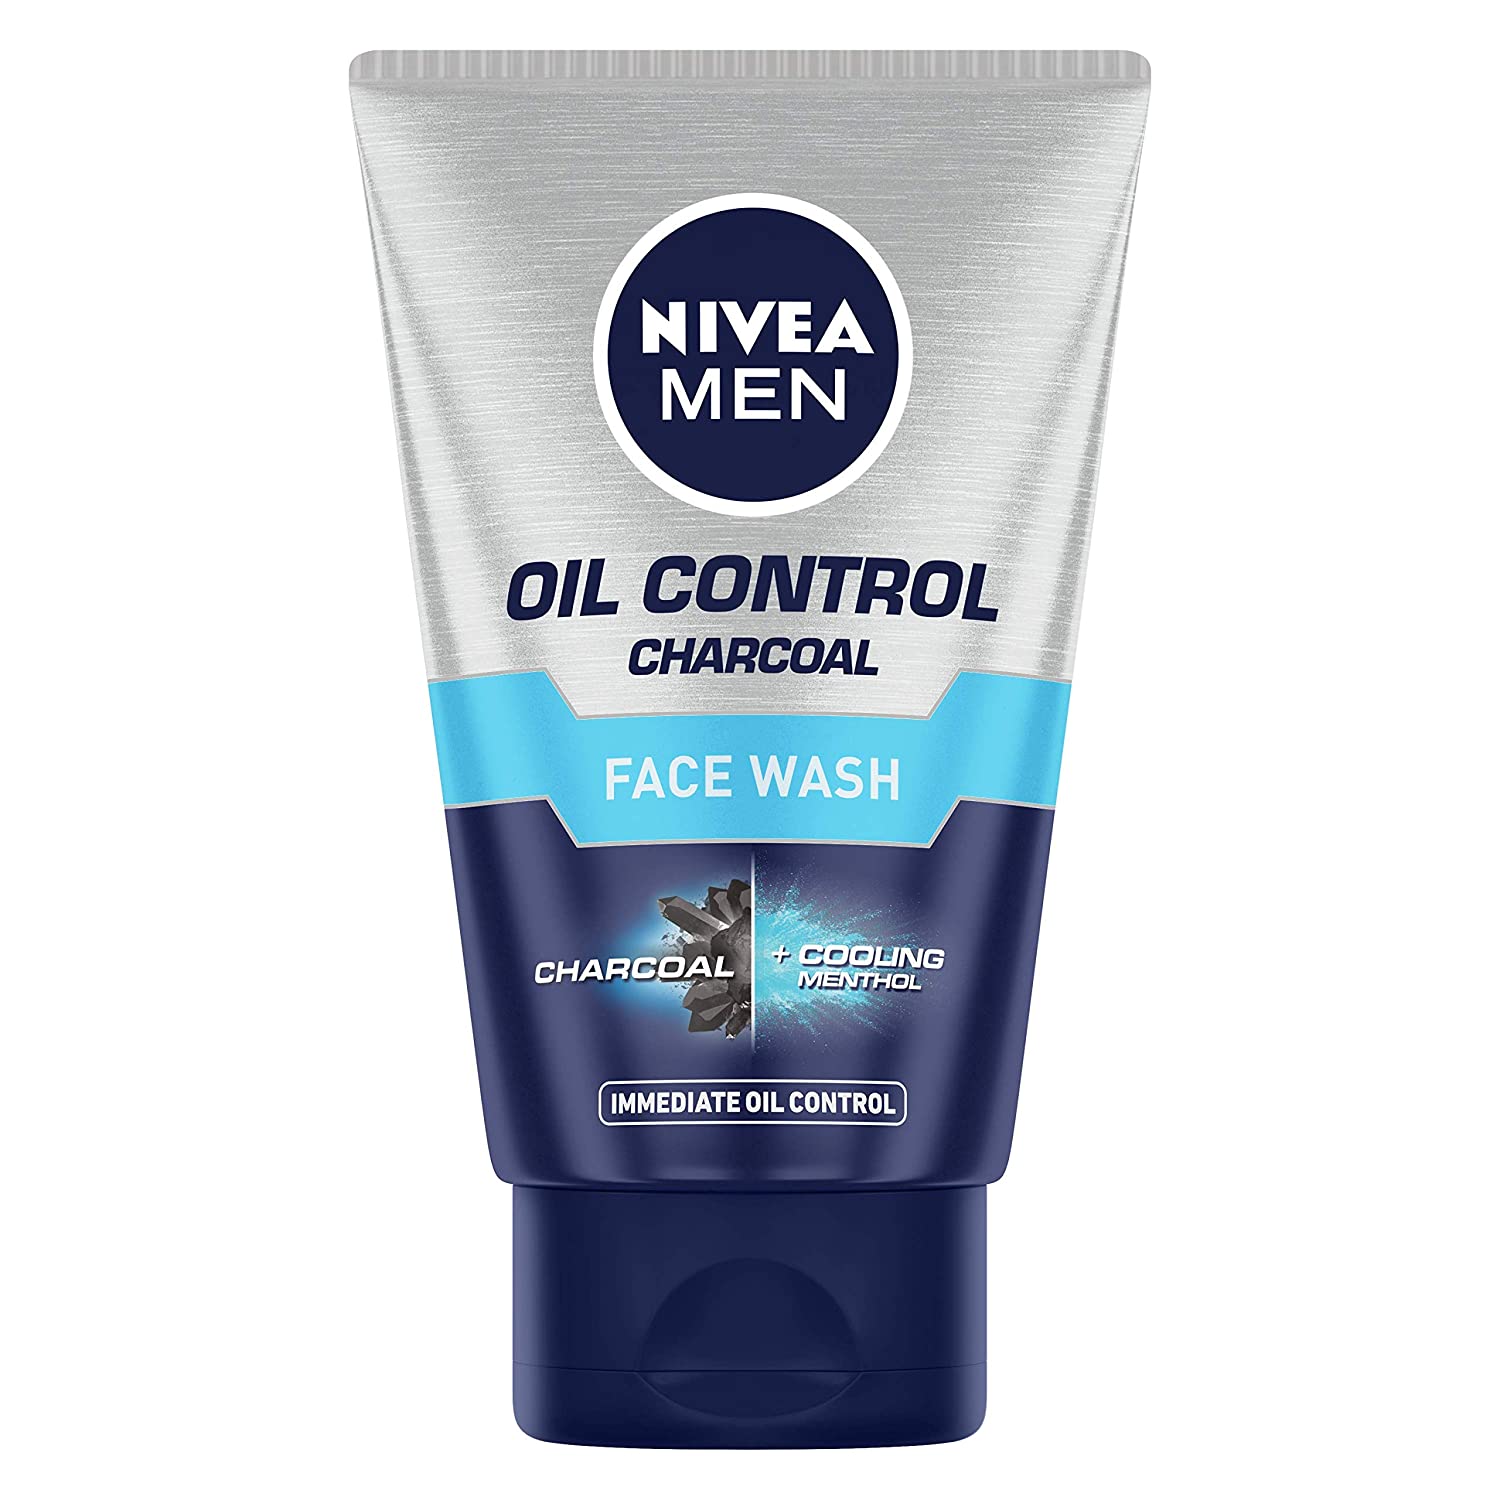 NIVEA
MEN
OIL CONTROL
CHARCOAL
FACE WASH
CHARCOAL
+ COOLING
MENTHOL
IMMEDIATE OIL CONTROL